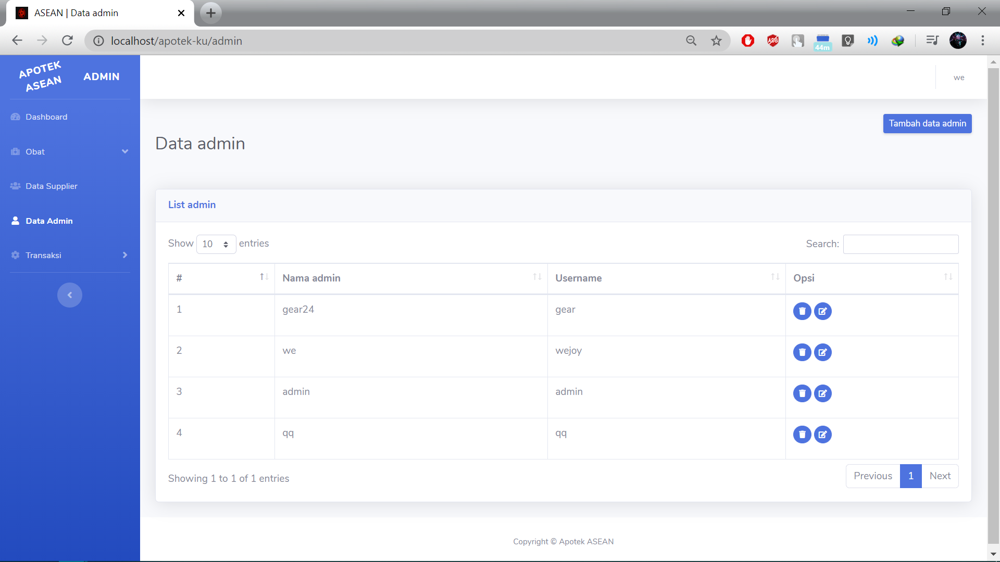 ASEAN | Data admin
localhost/apotek-ku/admin
44m
APOTEK
ASEAN
ADMIN
we
Dashboard
Obat
Data Supplier
Data Admin
Transaksi
Tambah data admin
Data admin
List admin
Show 10 entries
Search:
# Nama admin Username Opsi
1 gear24 gear
2 we wejoy
3 admin admin
4 qq qq
Showing 1 to 1 of 1 entries
Previous 1 Next
Copyright © Apotek ASEAN